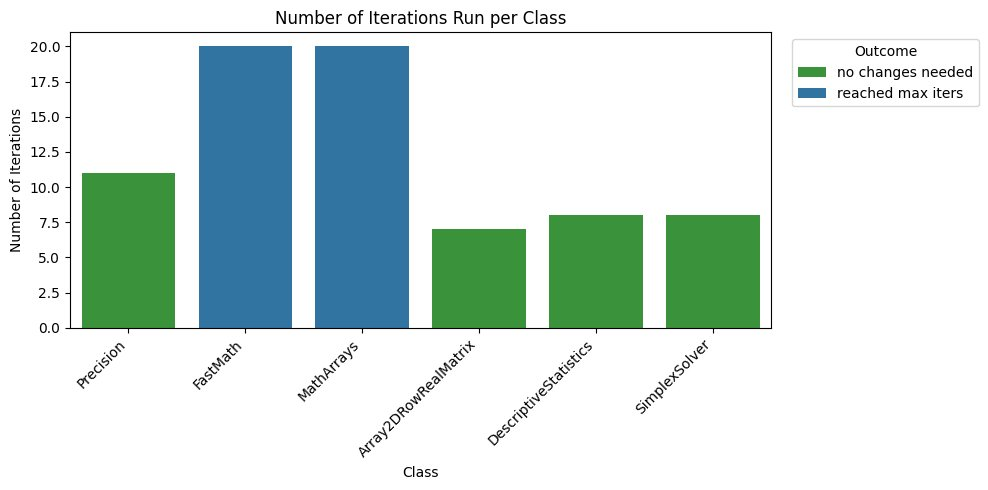 Number of Iterations Run per Class
Number of Iterations
20.0
17.5
15.0
12.5
10.0
7.5
5.0
2.5
0.0
Precision
FastMath
MathArrays
Array2DRowRealMatrix
DescriptiveStatistics
SimplexSolver
Class
Outcome
no changes needed
reached max iters